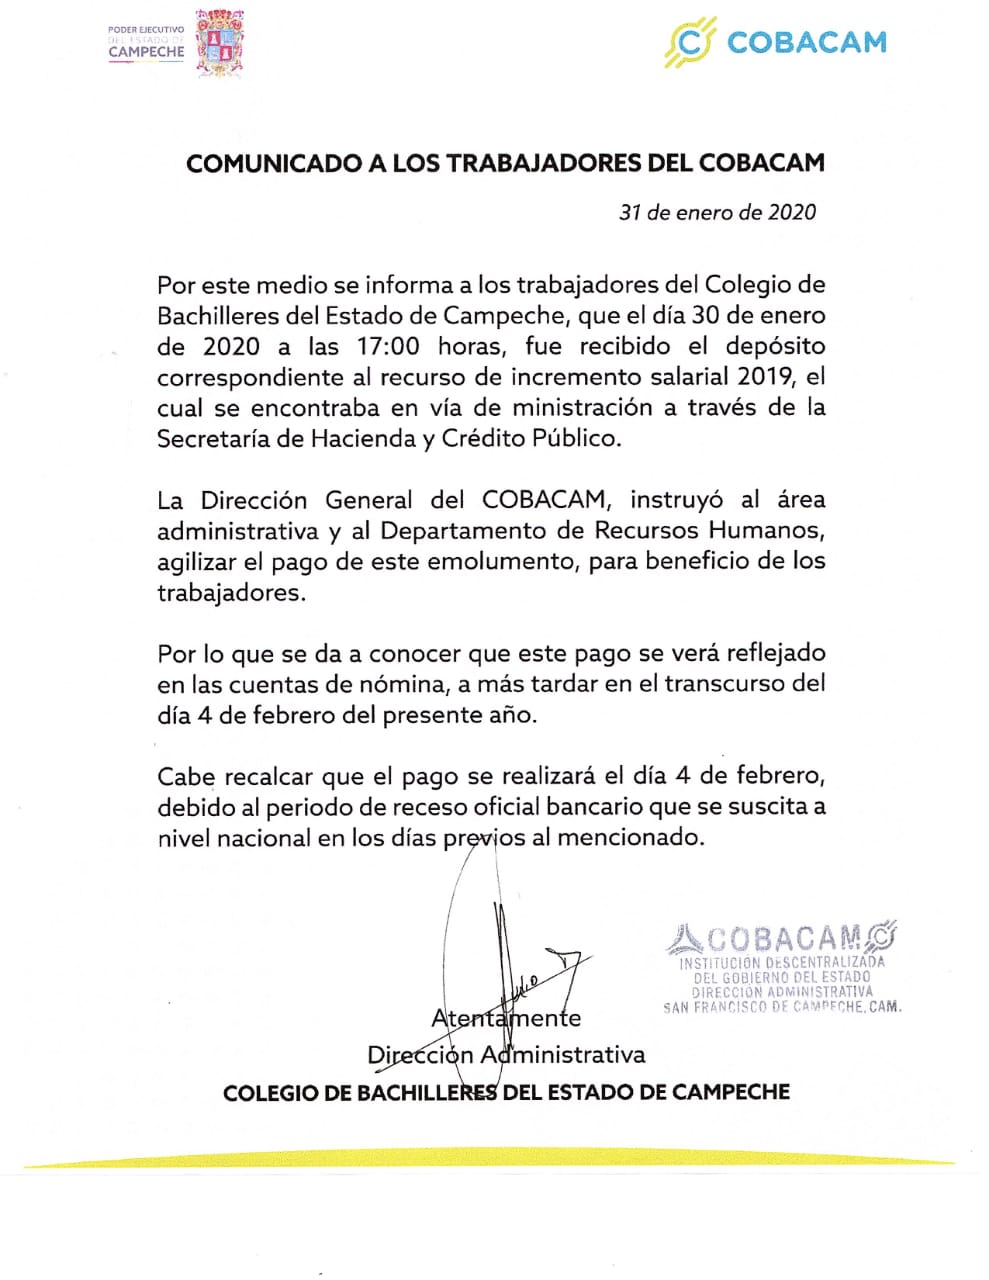 PODER EJECUTIVO
DEL ESTADO DE
CAMPECHE
COBACAM
COMUNICADO A LOS TRABAJADORES DEL COBACAM
31 de enero de 2020
Por este medio se informa a los trabajadores del Colegio de
Bachilleres del Estado de Campeche, que el día 30 de enero
de 2020 a las 17:00 horas, fue recibido el depósito
correspondiente al recurso de incremento salarial 2019, el
cual se encontraba en vía de ministración a través de la
Secretaría de Hacienda y Crédito Público.
La Dirección General del COBACAM, instruyó al área
administrativa y al Departamento de Recursos Humanos,
agilizar el pago de este emolumento, para beneficio de los
trabajadores.
Por lo que se da a conocer que este pago se verá reflejado
en las cuentas de nómina, a más tardar en el transcurso del
día 4 de febrero del presente año.
Cabe recalcar que el pago se realizará el día 4 de febrero,
debido al periodo de receso oficial bancario que se suscita a
nivel nacional en los días previos al mencionado.
COBACAM
INSTITUCIÓN DESCENTRALIZADA
DEL GOBIERNO DEL ESTADO
DIRECCIÓN ADMINISTRATIVA
SAN FRANCISCO DE CAMPECHE, CAM.
Atentamente
Dirección Administrativa
COLEGIO DE BACHILLERES DEL ESTADO DE CAMPECHE